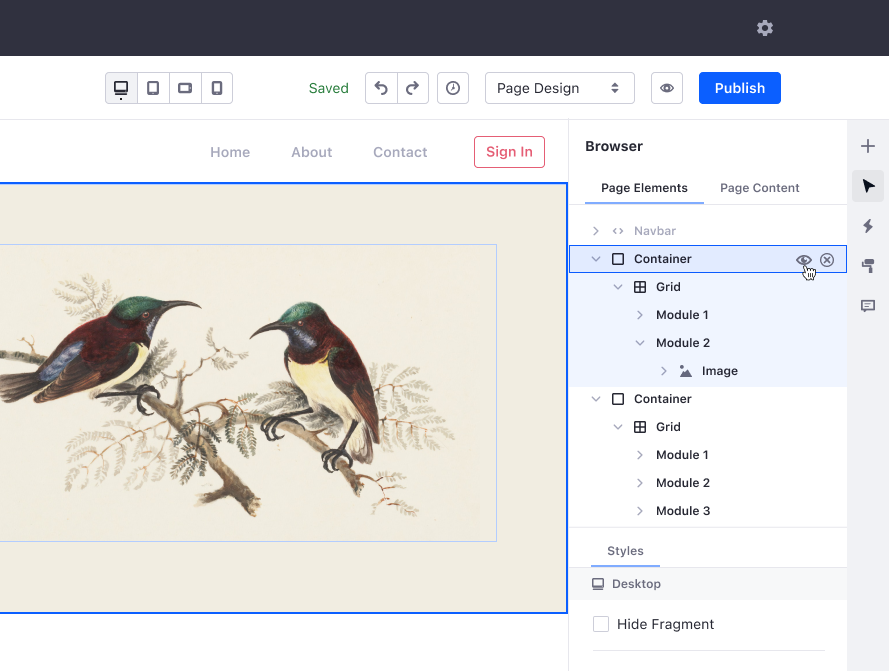 Saved
Page Design
Publish
Home
About
Contact
Sign In
Browser
Page Elements
Page Content
Navbar
Container
Grid
Module 1
Module 2
Image
Container
Grid
Module 1
Module 2
Module 3
Styles
Desktop
Hide Fragment